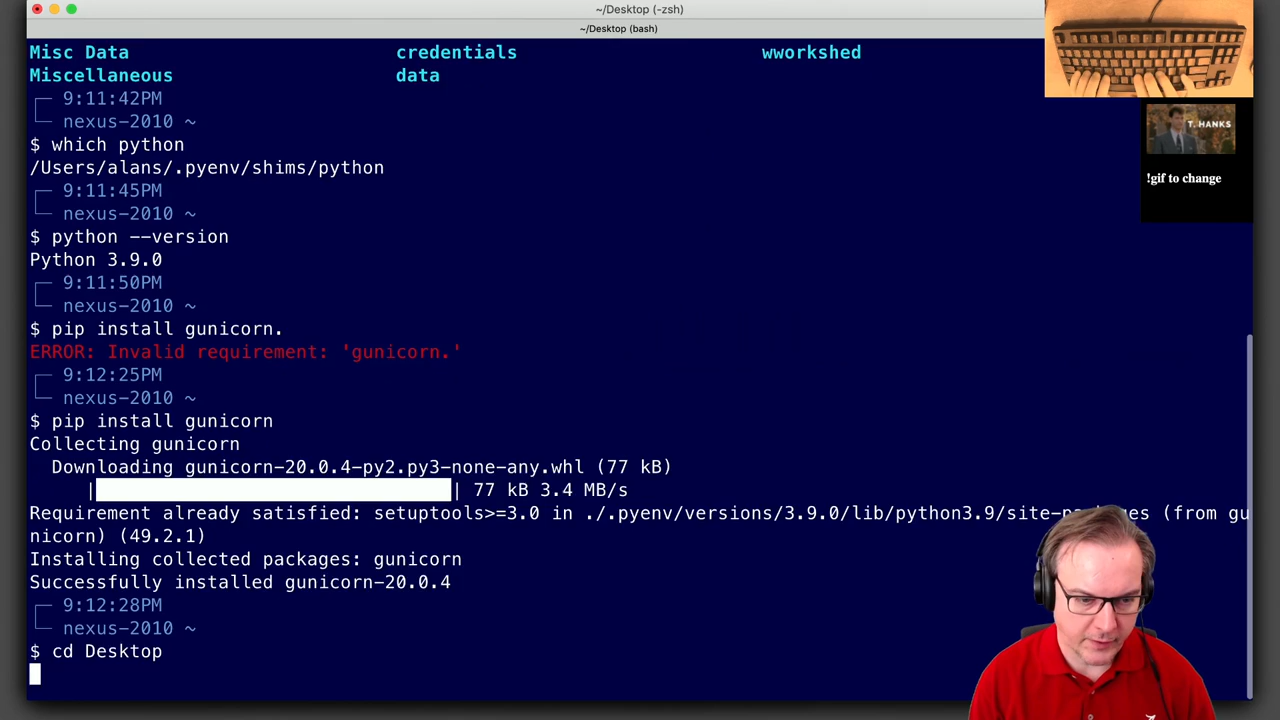 ~/Desktop (-zsh)
~/Desktop (bash)
Misc Data credentials wworkshed
Miscellaneous data
9:11:42PM
nexus-2010 ~
$ which python
/Users/alans/.pyenv/shims/python
9:11:45PM
nexus-2010 ~
$ python --version
Python 3.9.0
9:11:50PM
nexus-2010 ~
$ pip install gunicorn.
ERROR: Invalid requirement: 'gunicorn.'
9:12:25PM
nexus-2010 ~
$ pip install gunicorn
Collecting gunicorn
Downloading gunicorn-20.0.4-py2.py3-none-any.whl (77 kB)
| | 77 kB 3.4 MB/s
Requirement already satisfied: setuptools>=3.0 in ./.pyenv/versions/3.9.0/lib/python3.9/site-packages (from gu
nicorn) (49.2.1)
Installing collected packages: gunicorn
Successfully installed gunicorn-20.0.4
9:12:28PM
nexus-2010 ~
$ cd Desktop
T. HANKS
!gif to change